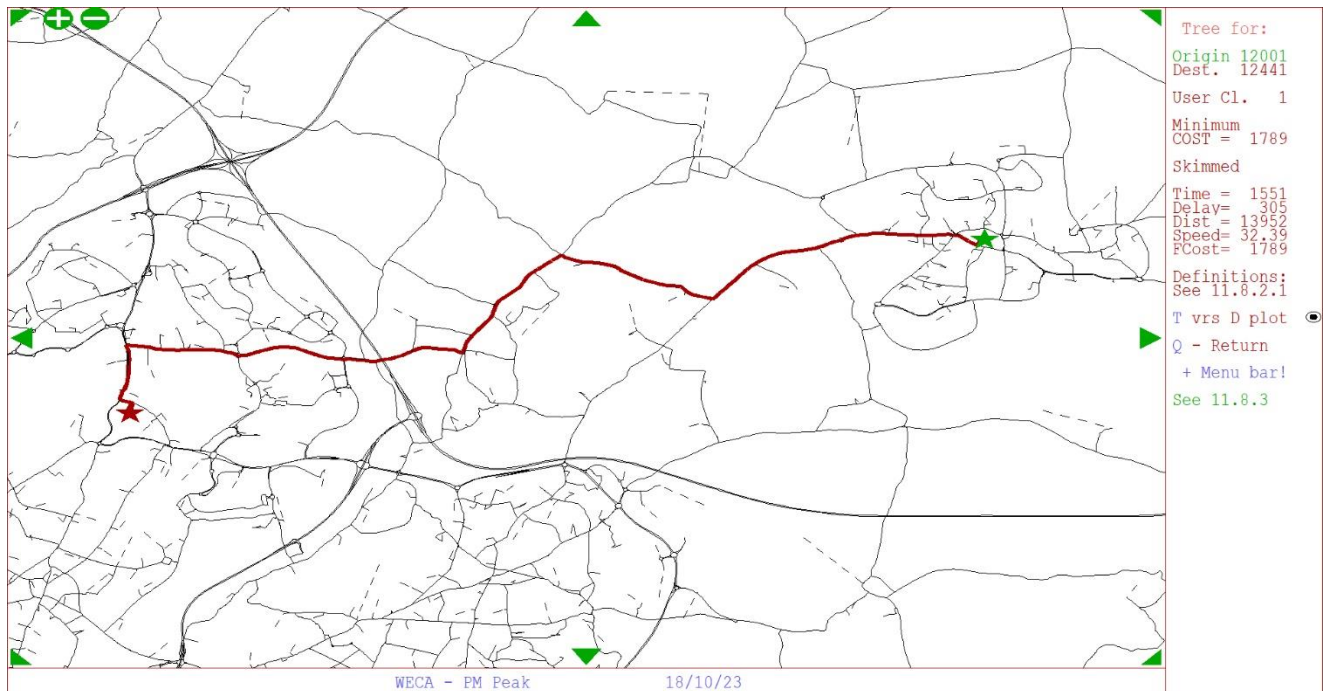 Tree for:
Origin 12001
Dest. 12441
User Cl. 1
Minimum
COST = 1789
Skimmed
Time = 1551
Delay= 305
Dist = 13952
Speed= 32.39
FCost= 1789
Definitions:
See 11.8.2.1
T vrs D plot
Q - Return
+ Menu bar!
See 11.8.3
WECA - PM Peak 18/10/23